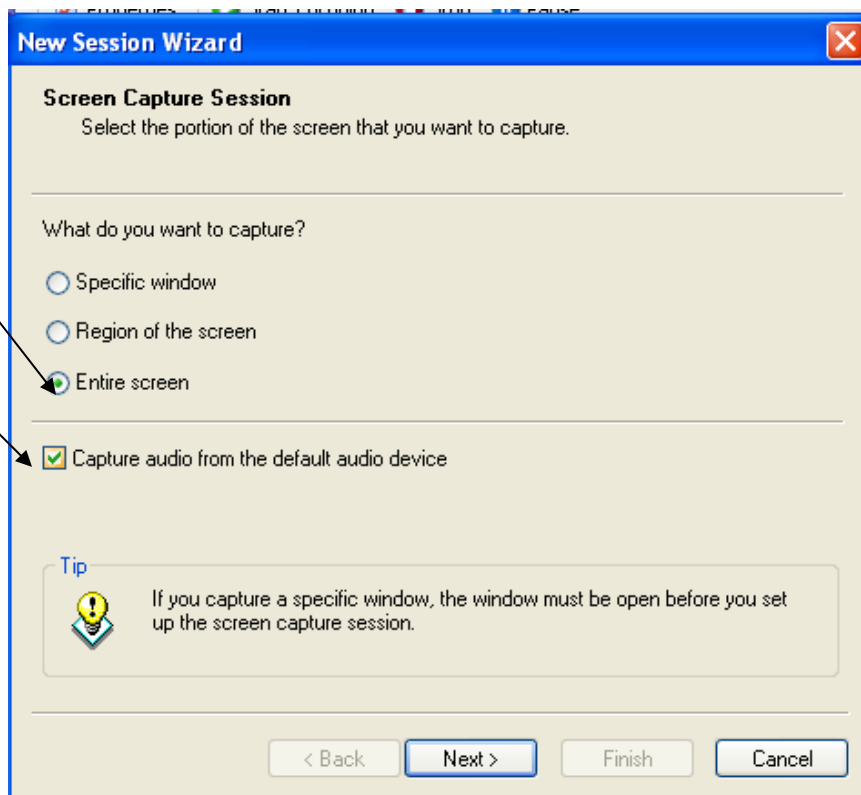 New Session Wizard
Screen Capture Session
Select the portion of the screen that you want to capture.
What do you want to capture?
Specific window
Region of the screen
Entire screen
Capture audio from the default audio device
Tip
If you capture a specific window, the window must be open before you set
up the screen capture session.
< Back
Next >
Finish
Cancel